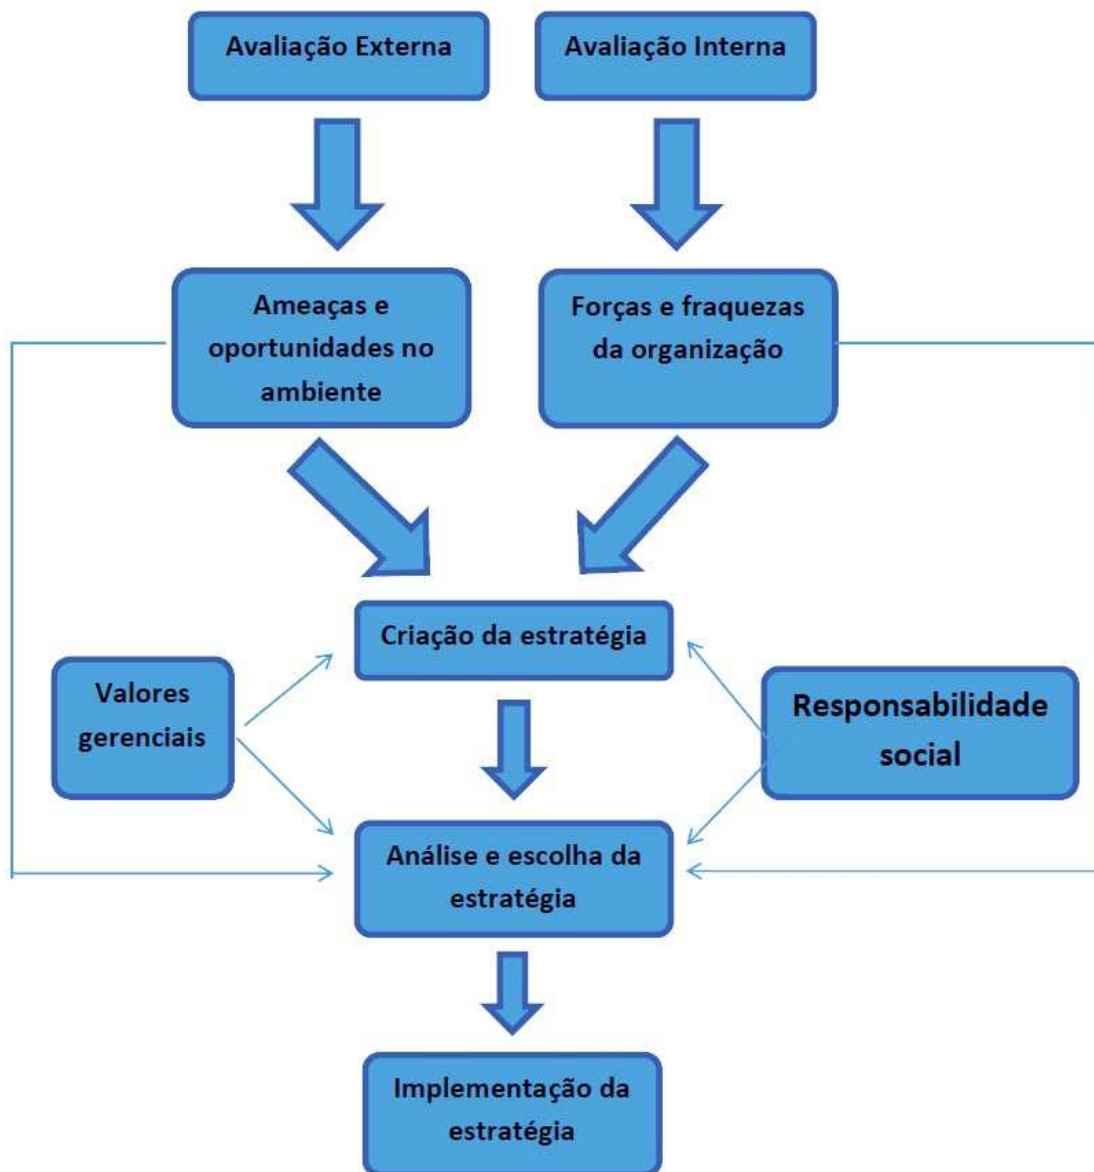 Avaliação Externa
Avaliação Interna
Ameaças e
oportunidades no
ambiente
Forças e fraquezas
da organização
Criação da estratégia
Valores
gerenciais
Responsabilidade
social
Análise e escolha da
estratégia
Implementação da
estratégia